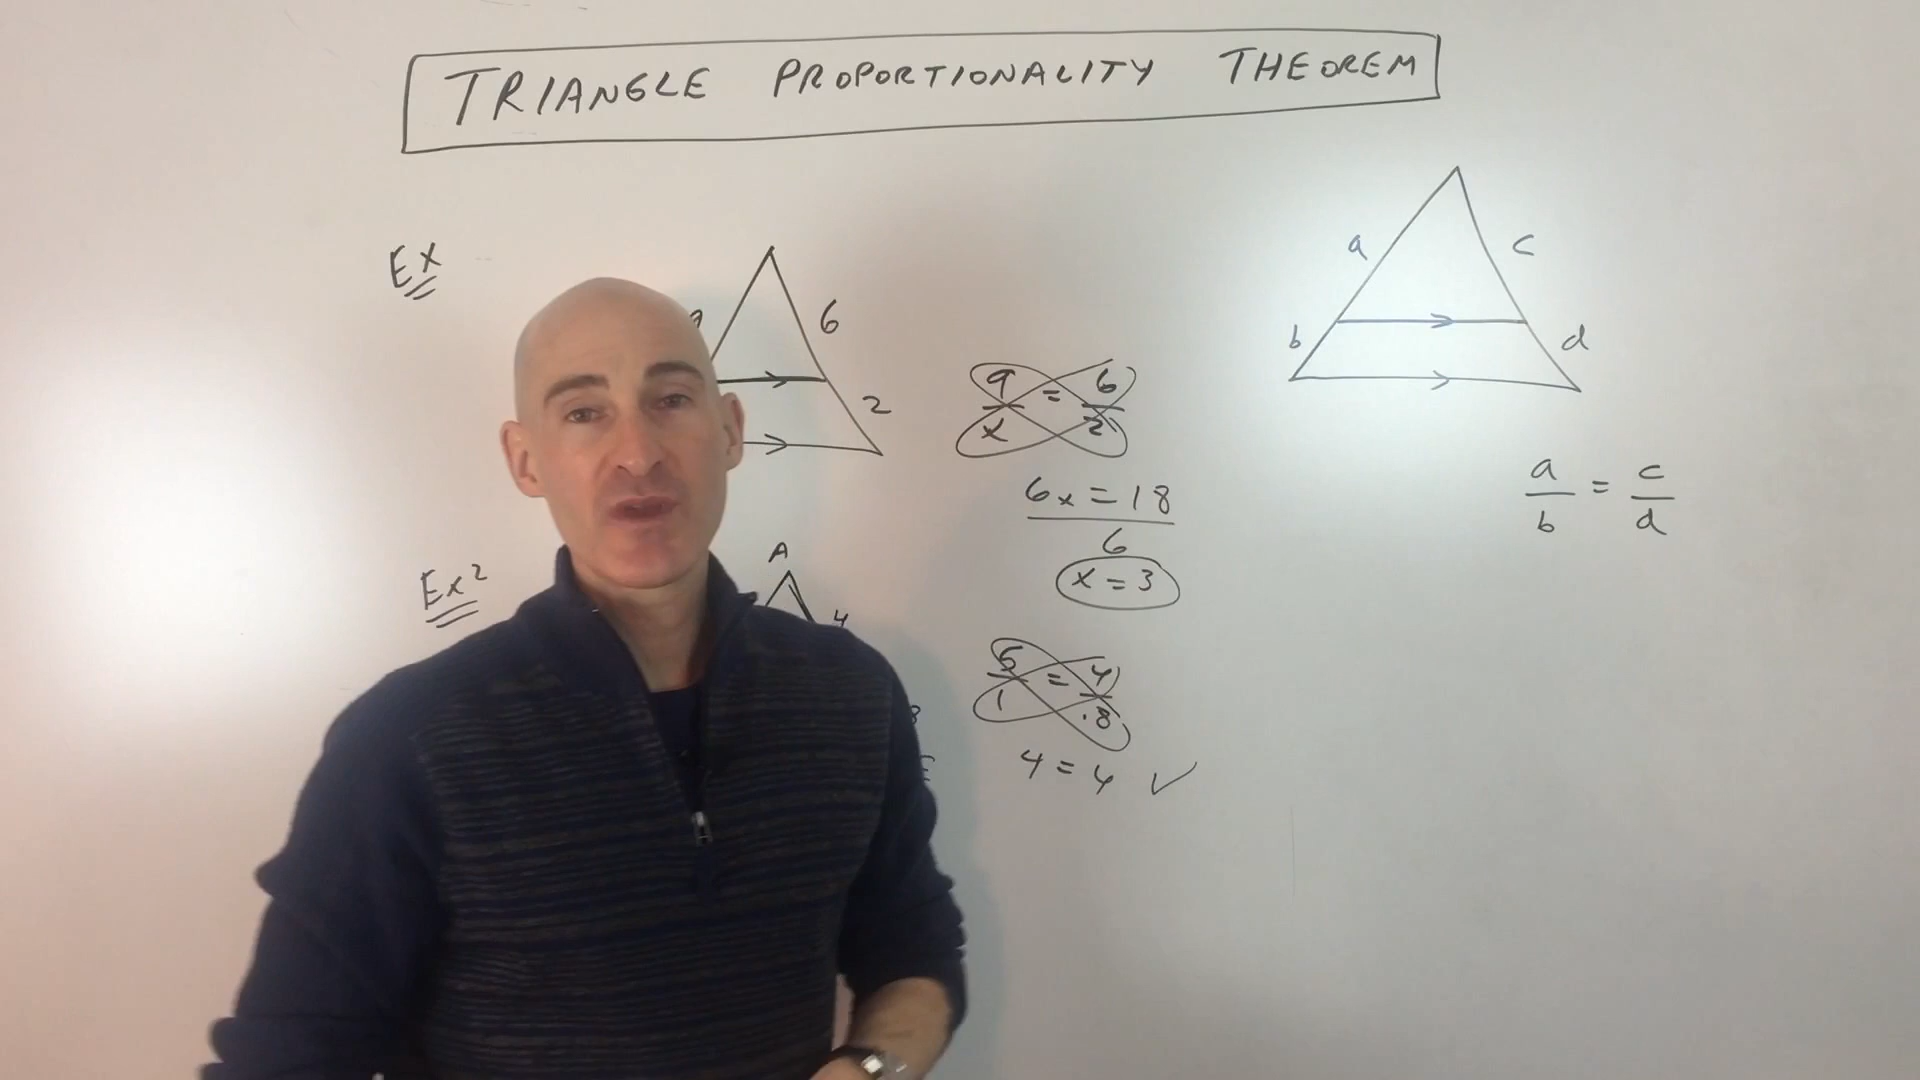 TRIANGLE PROPORTIONALITY THEOREM
Ex
6
2
9/x = 6/2
6x = 18
6
x = 3
a
c
b
d
a/b = c/d
Ex 2
A
4
5/1 = 4/.8
4 = 4 ✓